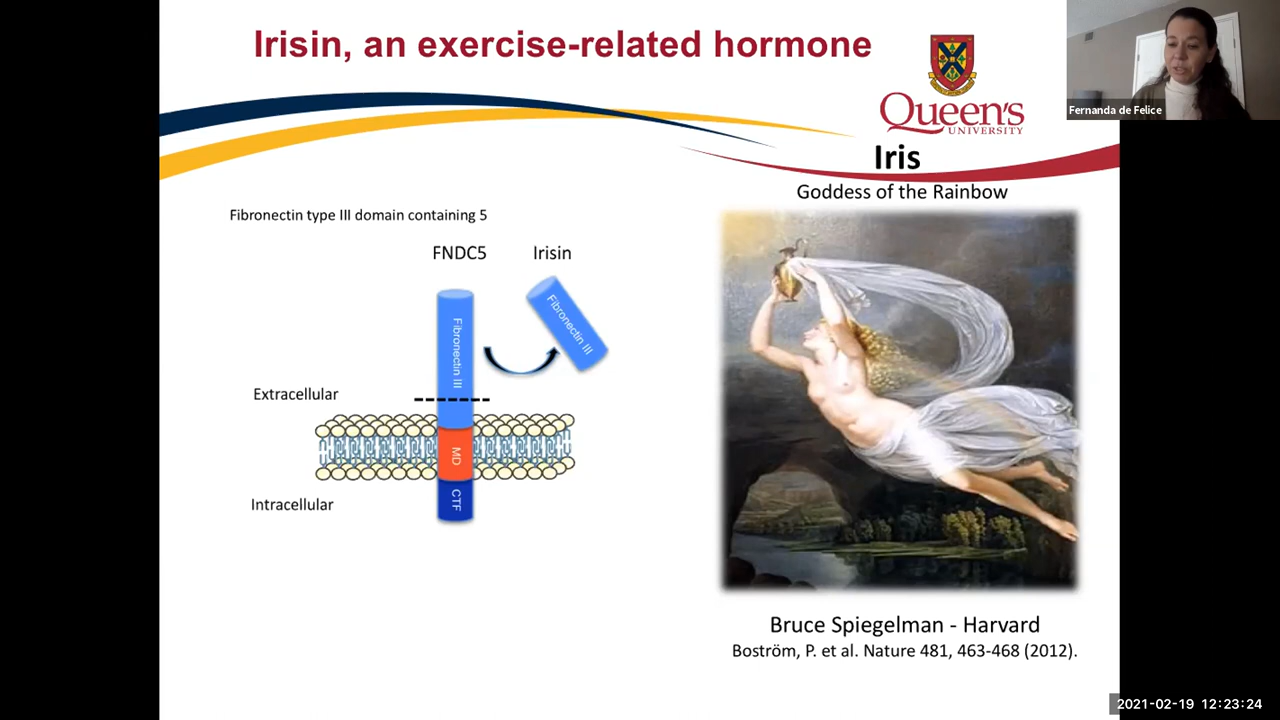 Irisin, an exercise-related hormone
Queen's
UNIVERSITY
Fernanda de Felice
Iris
Goddess of the Rainbow
Fibronectin type III domain containing 5
FNDC5
Irisin
Fibronectin III
Fibronectin III
Extracellular
MD
CTF
Intracellular
Bruce Spiegelman - Harvard
Boström, P. et al. Nature 481, 463-468 (2012).
2021-02-19 12:23:24